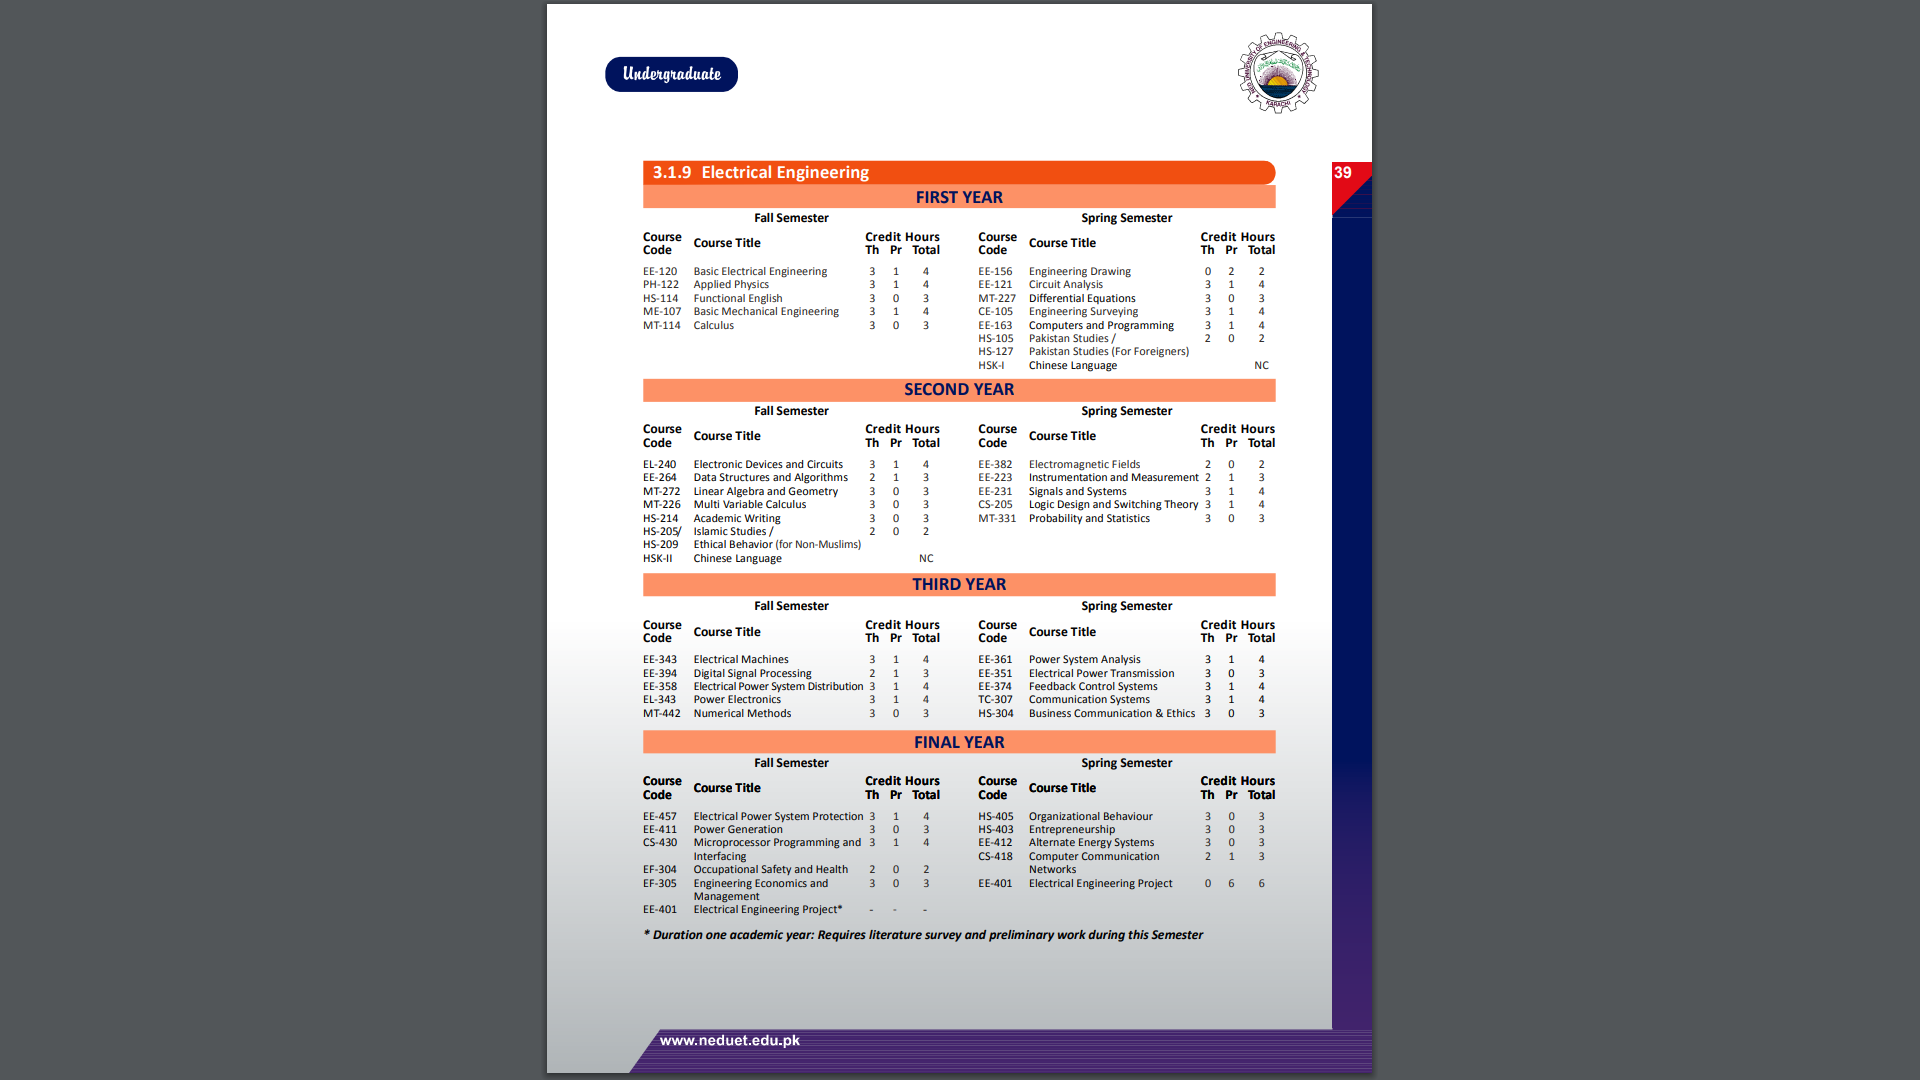 Undergraduate
NED UNIVERSITY OF ENGINEERING & TECHNOLOGY
KARACHI
39
3.1.9 Electrical Engineering
FIRST YEAR
Fall Semester Spring Semester
Course Code Course Title Credit Hours Th Pr Total Course Code Course Title Credit Hours Th Pr Total
EE-120 Basic Electrical Engineering 3 1 4 EE-156 Engineering Drawing 0 2 2
PH-122 Applied Physics 3 1 4 EE-121 Circuit Analysis 3 1 4
HS-114 Functional English 3 0 3 MT-227 Differential Equations 3 0 3
ME-107 Basic Mechanical Engineering 3 1 4 CE-105 Engineering Surveying 3 1 4
MT-114 Calculus 3 0 3 EE-163 Computers and Programming 3 1 4
HS-105 Pakistan Studies / 2 0 2
HS-127 Pakistan Studies (For Foreigners)
HSK-I Chinese Language NC
SECOND YEAR
Fall Semester Spring Semester
Course Code Course Title Credit Hours Th Pr Total Course Code Course Title Credit Hours Th Pr Total
EL-240 Electronic Devices and Circuits 3 1 4 EE-382 Electromagnetic Fields 2 0 2
EE-264 Data Structures and Algorithms 2 1 3 EE-223 Instrumentation and Measurement 2 1 3
MT-272 Linear Algebra and Geometry 3 0 3 EE-231 Signals and Systems 3 1 4
MT-226 Multi Variable Calculus 3 0 3 CS-205 Logic Design and Switching Theory 3 1 4
HS-214 Academic Writing 3 0 3 MT-331 Probability and Statistics 3 0 3
HS-205/ Islamic Studies / 2 0 2
HS-209 Ethical Behavior (for Non-Muslims)
HSK-II Chinese Language NC
THIRD YEAR
Fall Semester Spring Semester
Course Code Course Title Credit Hours Th Pr Total Course Code Course Title Credit Hours Th Pr Total
EE-343 Electrical Machines 3 1 4 EE-361 Power System Analysis 3 1 4
EE-394 Digital Signal Processing 2 1 3 EE-351 Electrical Power Transmission 3 0 3
EE-358 Electrical Power System Distribution 3 1 4 EE-374 Feedback Control Systems 3 1 4
EL-343 Power Electronics 3 1 4 TC-307 Communication Systems 3 1 4
MT-442 Numerical Methods 3 0 3 HS-304 Business Communication & Ethics 3 0 3
FINAL YEAR
Fall Semester Spring Semester
Course Code Course Title Credit Hours Th Pr Total Course Code Course Title Credit Hours Th Pr Total
EE-457 Electrical Power System Protection 3 1 4 HS-405 Organizational Behaviour 3 0 3
EE-411 Power Generation 3 0 3 HS-403 Entrepreneurship 3 0 3
CS-430 Microprocessor Programming and 3 1 4 EE-412 Alternate Energy Systems 3 0 3
Interfacing CS-418 Computer Communication 2 1 3
EF-304 Occupational Safety and Health 2 0 2 Networks
EF-305 Engineering Economics and 3 0 3 EE-401 Electrical Engineering Project 0 6 6
Management
EE-401 Electrical Engineering Project* - - -
* Duration one academic year: Requires literature survey and preliminary work during this Semester
www.neduet.edu.pk